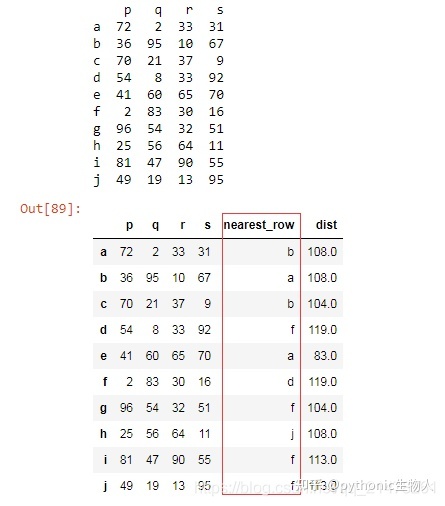 p q r s
a 72 2 33 31
b 36 95 10 67
c 70 21 37 9
d 54 8 33 92
e 41 60 65 70
f 2 83 30 16
g 96 54 32 51
h 25 56 64 11
i 81 47 90 55
j 49 19 13 95
Out[89]:
p q r s nearest_row dist
a 72 2 33 31 b 108.0
b 36 95 10 67 a 108.0
c 70 21 37 9 b 104.0
d 54 8 33 92 f 119.0
e 41 60 65 70 a 83.0
f 2 83 30 16 d 119.0
g 96 54 32 51 f 104.0
h 25 56 64 11 j 108.0
i 81 47 90 55 f 113.0
j 49 19 13 95 f
知乎 @pythonic生物人